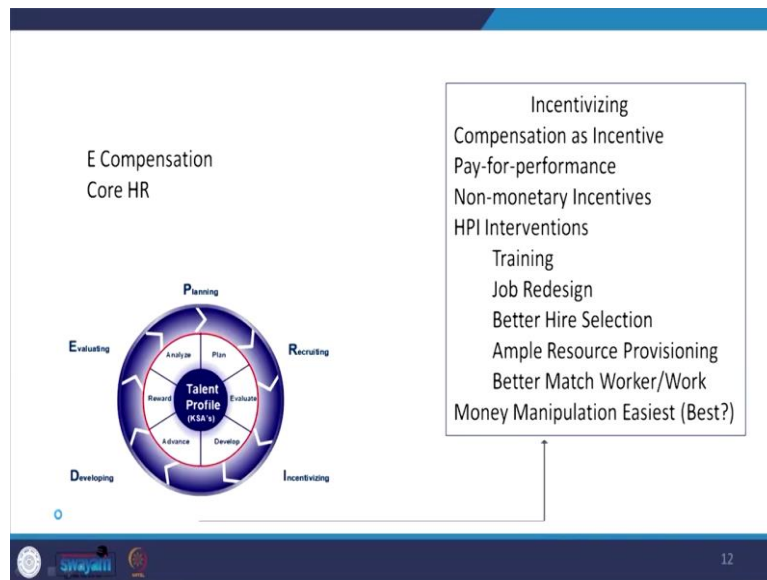 E Compensation
Core HR
Incentivizing
Compensation as Incentive
Pay-for-performance
Non-monetary Incentives
HPI Interventions
Training
Job Redesign
Better Hire Selection
Ample Resource Provisioning
Better Match Worker/Work
Money Manipulation Easiest (Best?)
Planning
Evaluating
Recruiting
Analyze
Plan
Reward
Talent
Profile
(KSA's)
Evaluate
Advance
Develop
Developing
Incentivizing
swayam
12